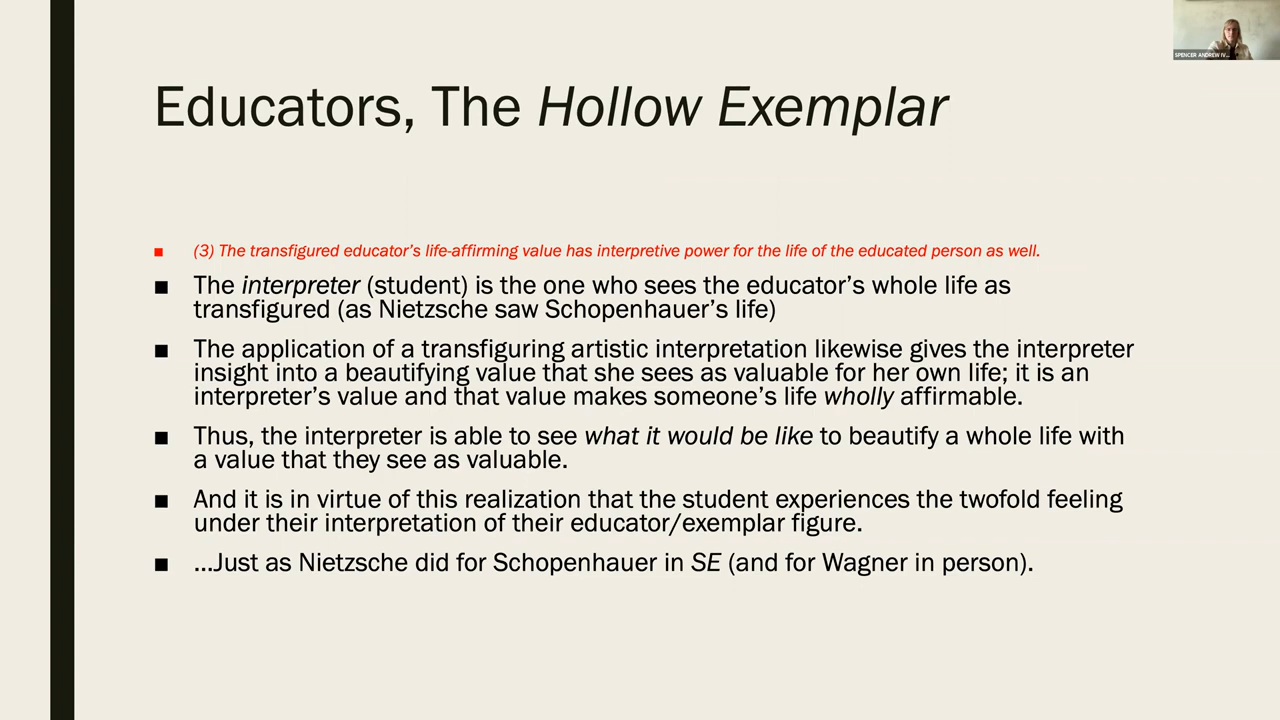 SPENCER ANDREW IV...
Educators, The Hollow Exemplar
■ (3) The transfigured educator’s life-affirming value has interpretive power for the life of the educated person as well.
■ The interpreter (student) is the one who sees the educator’s whole life as
transfigured (as Nietzsche saw Schopenhauer’s life)
■ The application of a transfiguring artistic interpretation likewise gives the interpreter
insight into a beautifying value that she sees as valuable for her own life; it is an
interpreter’s value and that value makes someone’s life wholly affirmable.
■ Thus, the interpreter is able to see what it would be like to beautify a whole life with
a value that they see as valuable.
■ And it is in virtue of this realization that the student experiences the twofold feeling
under their interpretation of their educator/exemplar figure.
■ …Just as Nietzsche did for Schopenhauer in SE (and for Wagner in person).